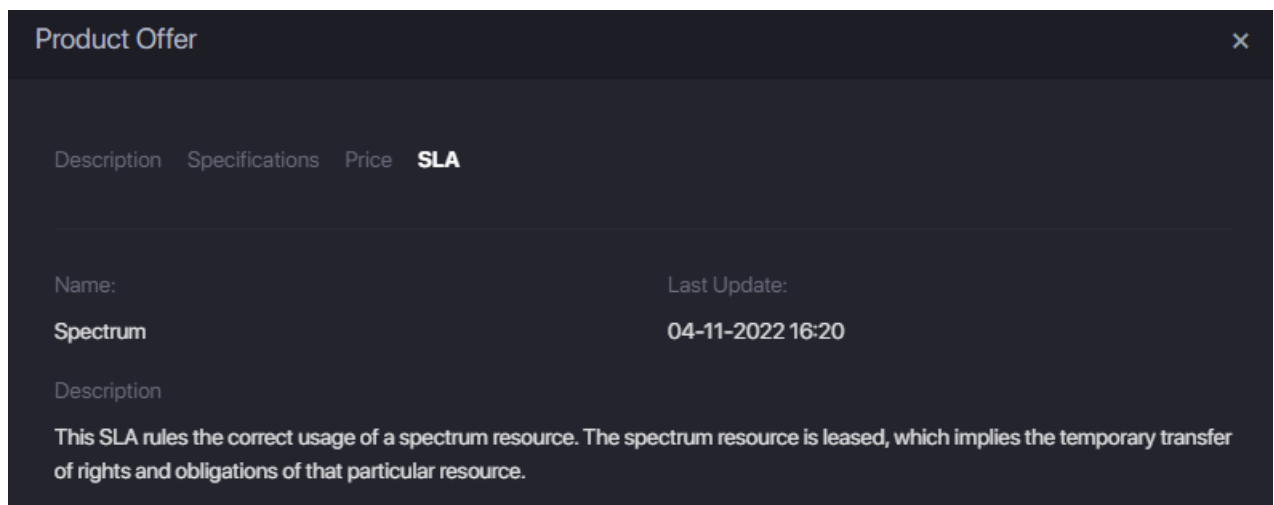 Product Offer
Description Specifications Price SLA
Name: Last Update:
Spectrum 04-11-2022 16:20
Description
This SLA rules the correct usage of a spectrum resource. The spectrum resource is leased, which implies the temporary transfer
of rights and obligations of that particular resource.